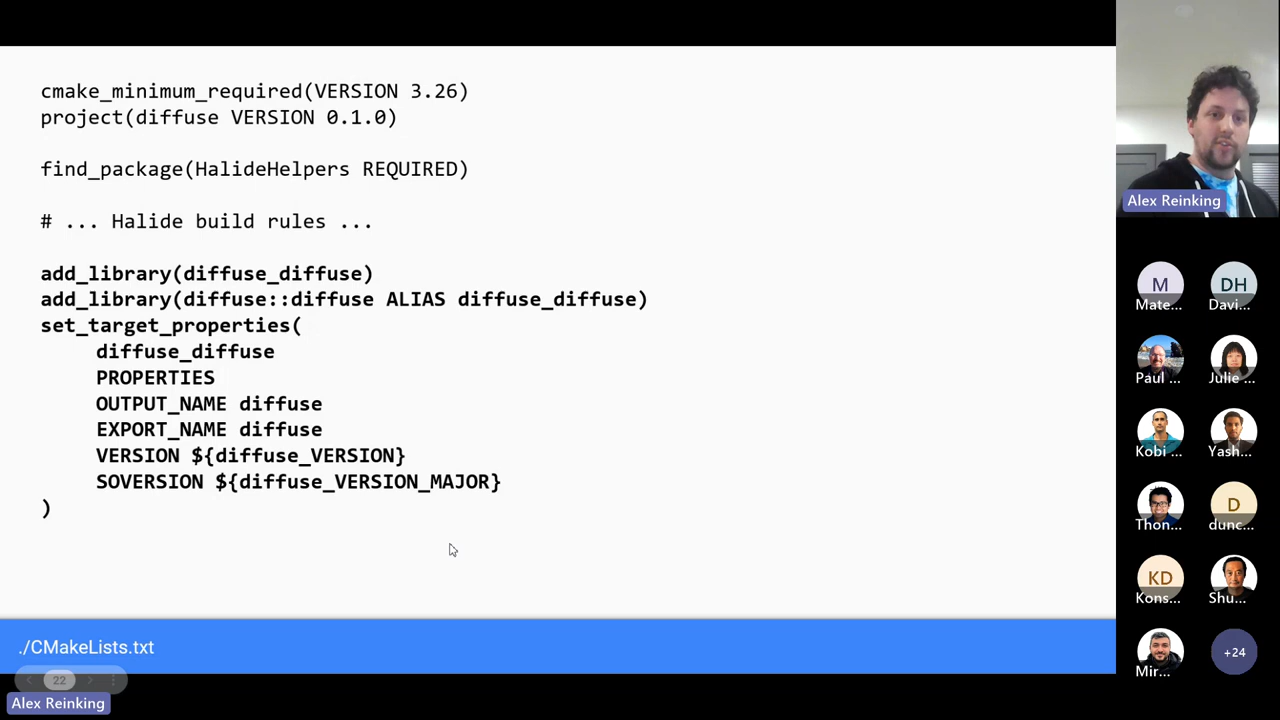 cmake_minimum_required(VERSION 3.26)
project(diffuse VERSION 0.1.0)
find_package(HalideHelpers REQUIRED)
# ... Halide build rules ...
add_library(diffuse_diffuse)
add_library(diffuse::diffuse ALIAS diffuse_diffuse)
set_target_properties(
diffuse_diffuse
PROPERTIES
OUTPUT_NAME diffuse
EXPORT_NAME diffuse
VERSION ${diffuse_VERSION}
SOVERSION ${diffuse_VERSION_MAJOR}
)
./CMakeLists.txt
22
Alex Reinking
Alex Reinking
M DH
Mate... Davi...
Paul ... Julie ...
Kobi ... Yash...
D
Thon... dunc...
KD
Kons... Shu...
+24
Mir...